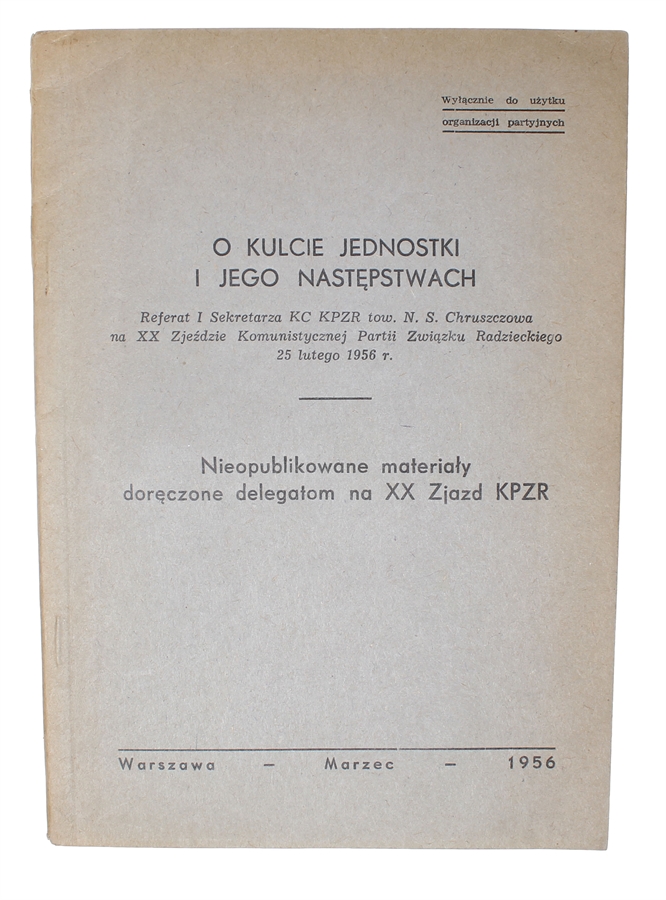 Wyłącznie do użytku
organizacji partyjnych
O KULCIE JEDNOSTKI
I JEGO NASTĘPSTWACH
Referat I Sekretarza KC KPZR tow. N. S. Chruszczowa
na XX Zjeździe Komunistycznej Partii Związku Radzieckiego
25 lutego 1956 r.
Nieopublikowane materiały
doręczone delegatom na XX Zjazd KPZR
Warszawa — Marzec — 1956